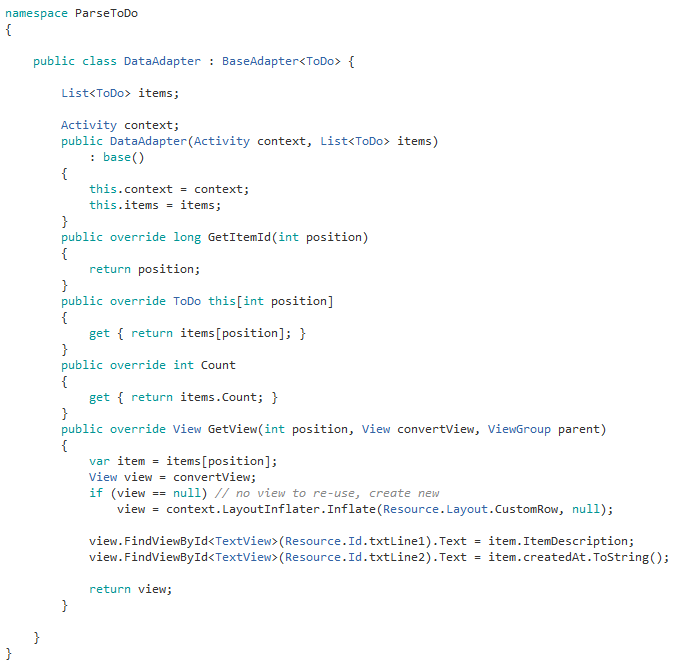 namespace ParseToDo
{
public class DataAdapter : BaseAdapter<ToDo> {
List<ToDo> items;
Activity context;
public DataAdapter(Activity context, List<ToDo> items)
: base()
{
this.context = context;
this.items = items;
}
public override long GetItemId(int position)
{
return position;
}
public override ToDo this[int position]
{
get { return items[position]; }
}
public override int Count
{
get { return items.Count; }
}
public override View GetView(int position, View convertView, ViewGroup parent)
{
var item = items[position];
View view = convertView;
if (view == null) // no view to re-use, create new
view = context.LayoutInflater.Inflate(Resource.Layout.CustomRow, null);
view.FindViewById<TextView>(Resource.Id.txtLine1).Text = item.ItemDescription;
view.FindViewById<TextView>(Resource.Id.txtLine2).Text = item.createdAt.ToString();
return view;
}
}
}